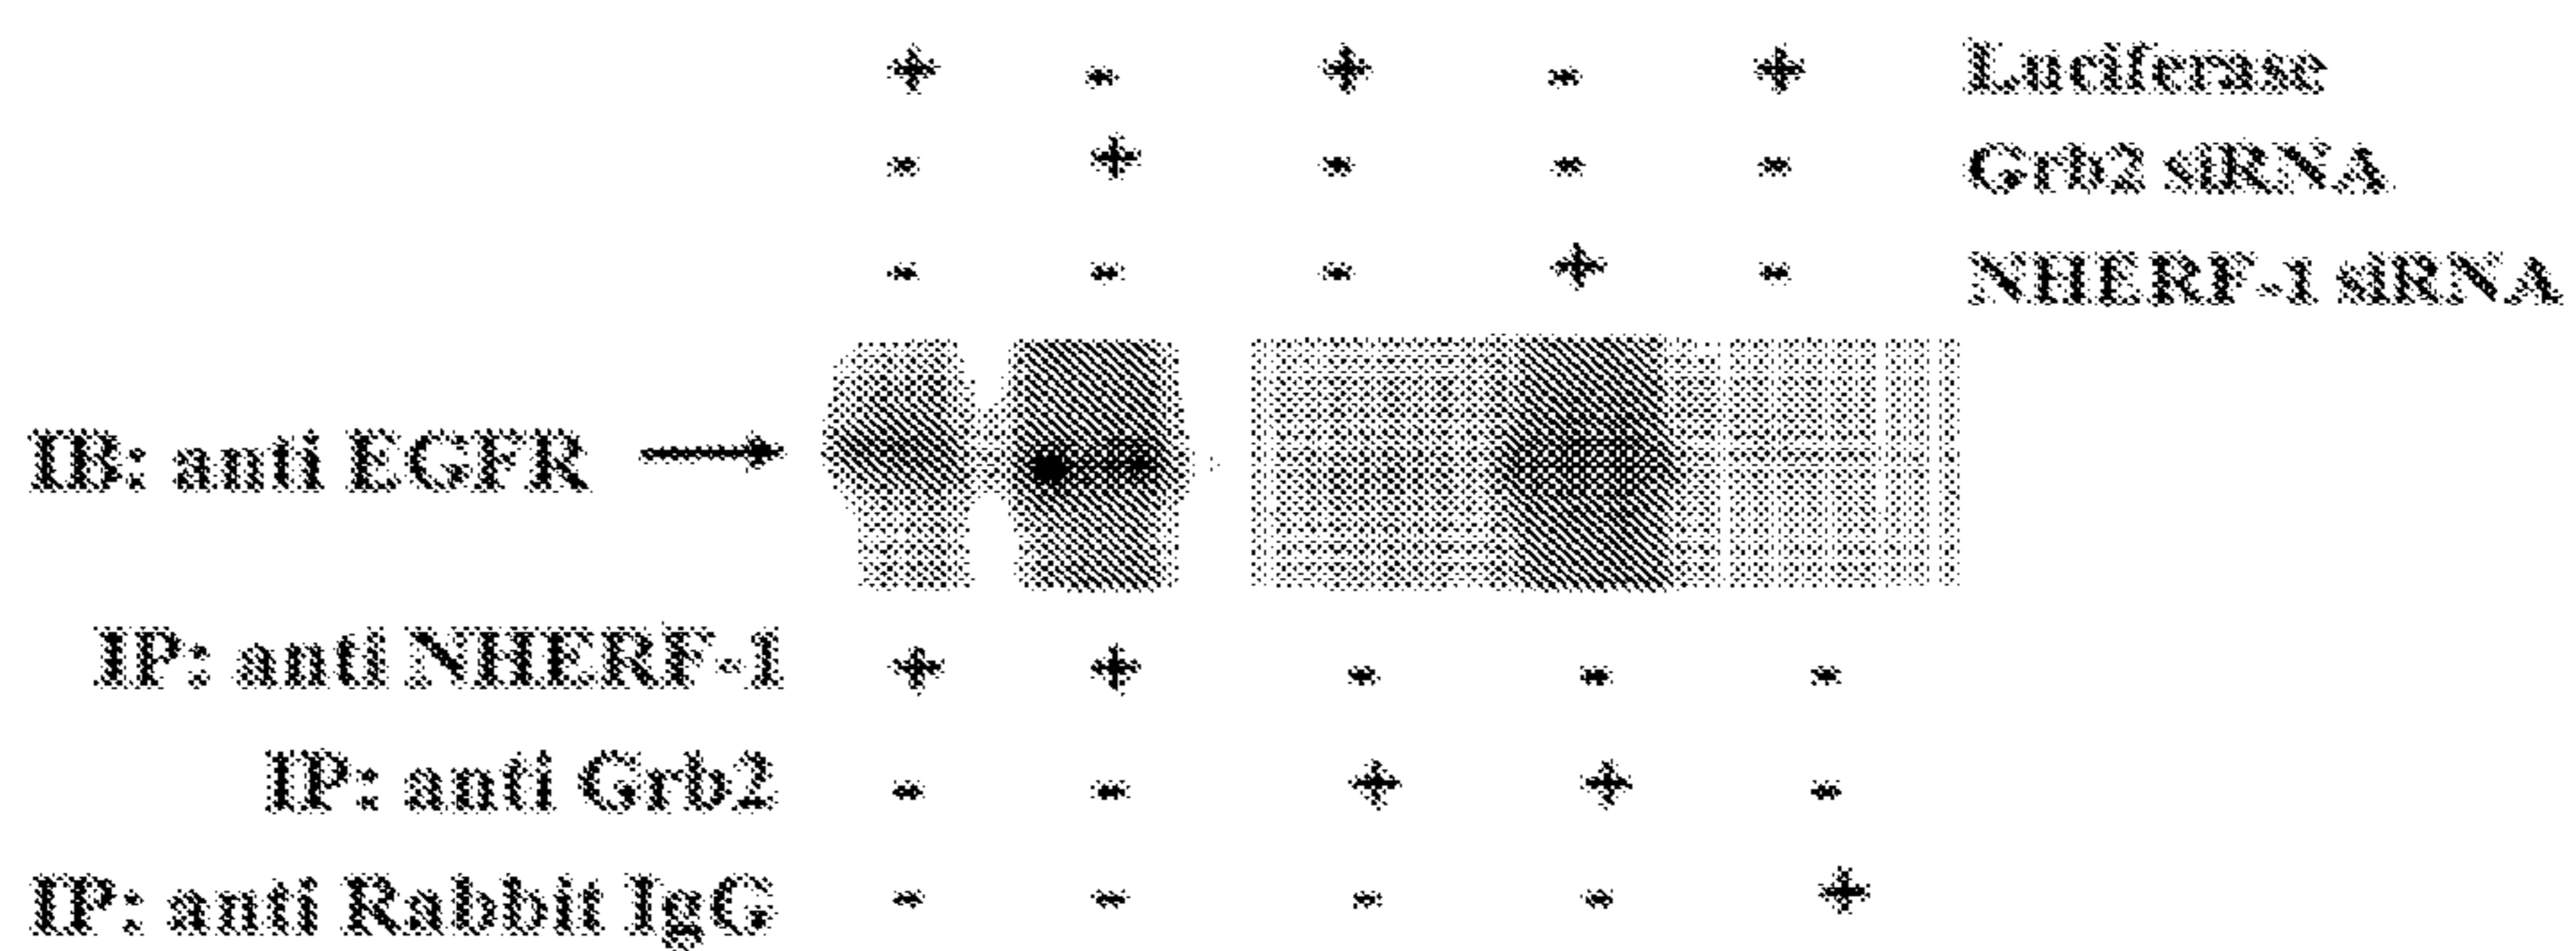 + - + - + Luciferase
- + - - - Grb2 siRNA
- - - + - NHERF-1 siRNA
IB: anti EGFR
IP: anti NHERF-1 + + - - -
IP: anti Grb2 - - + + -
IP: anti Rabbit IgG - - - - +